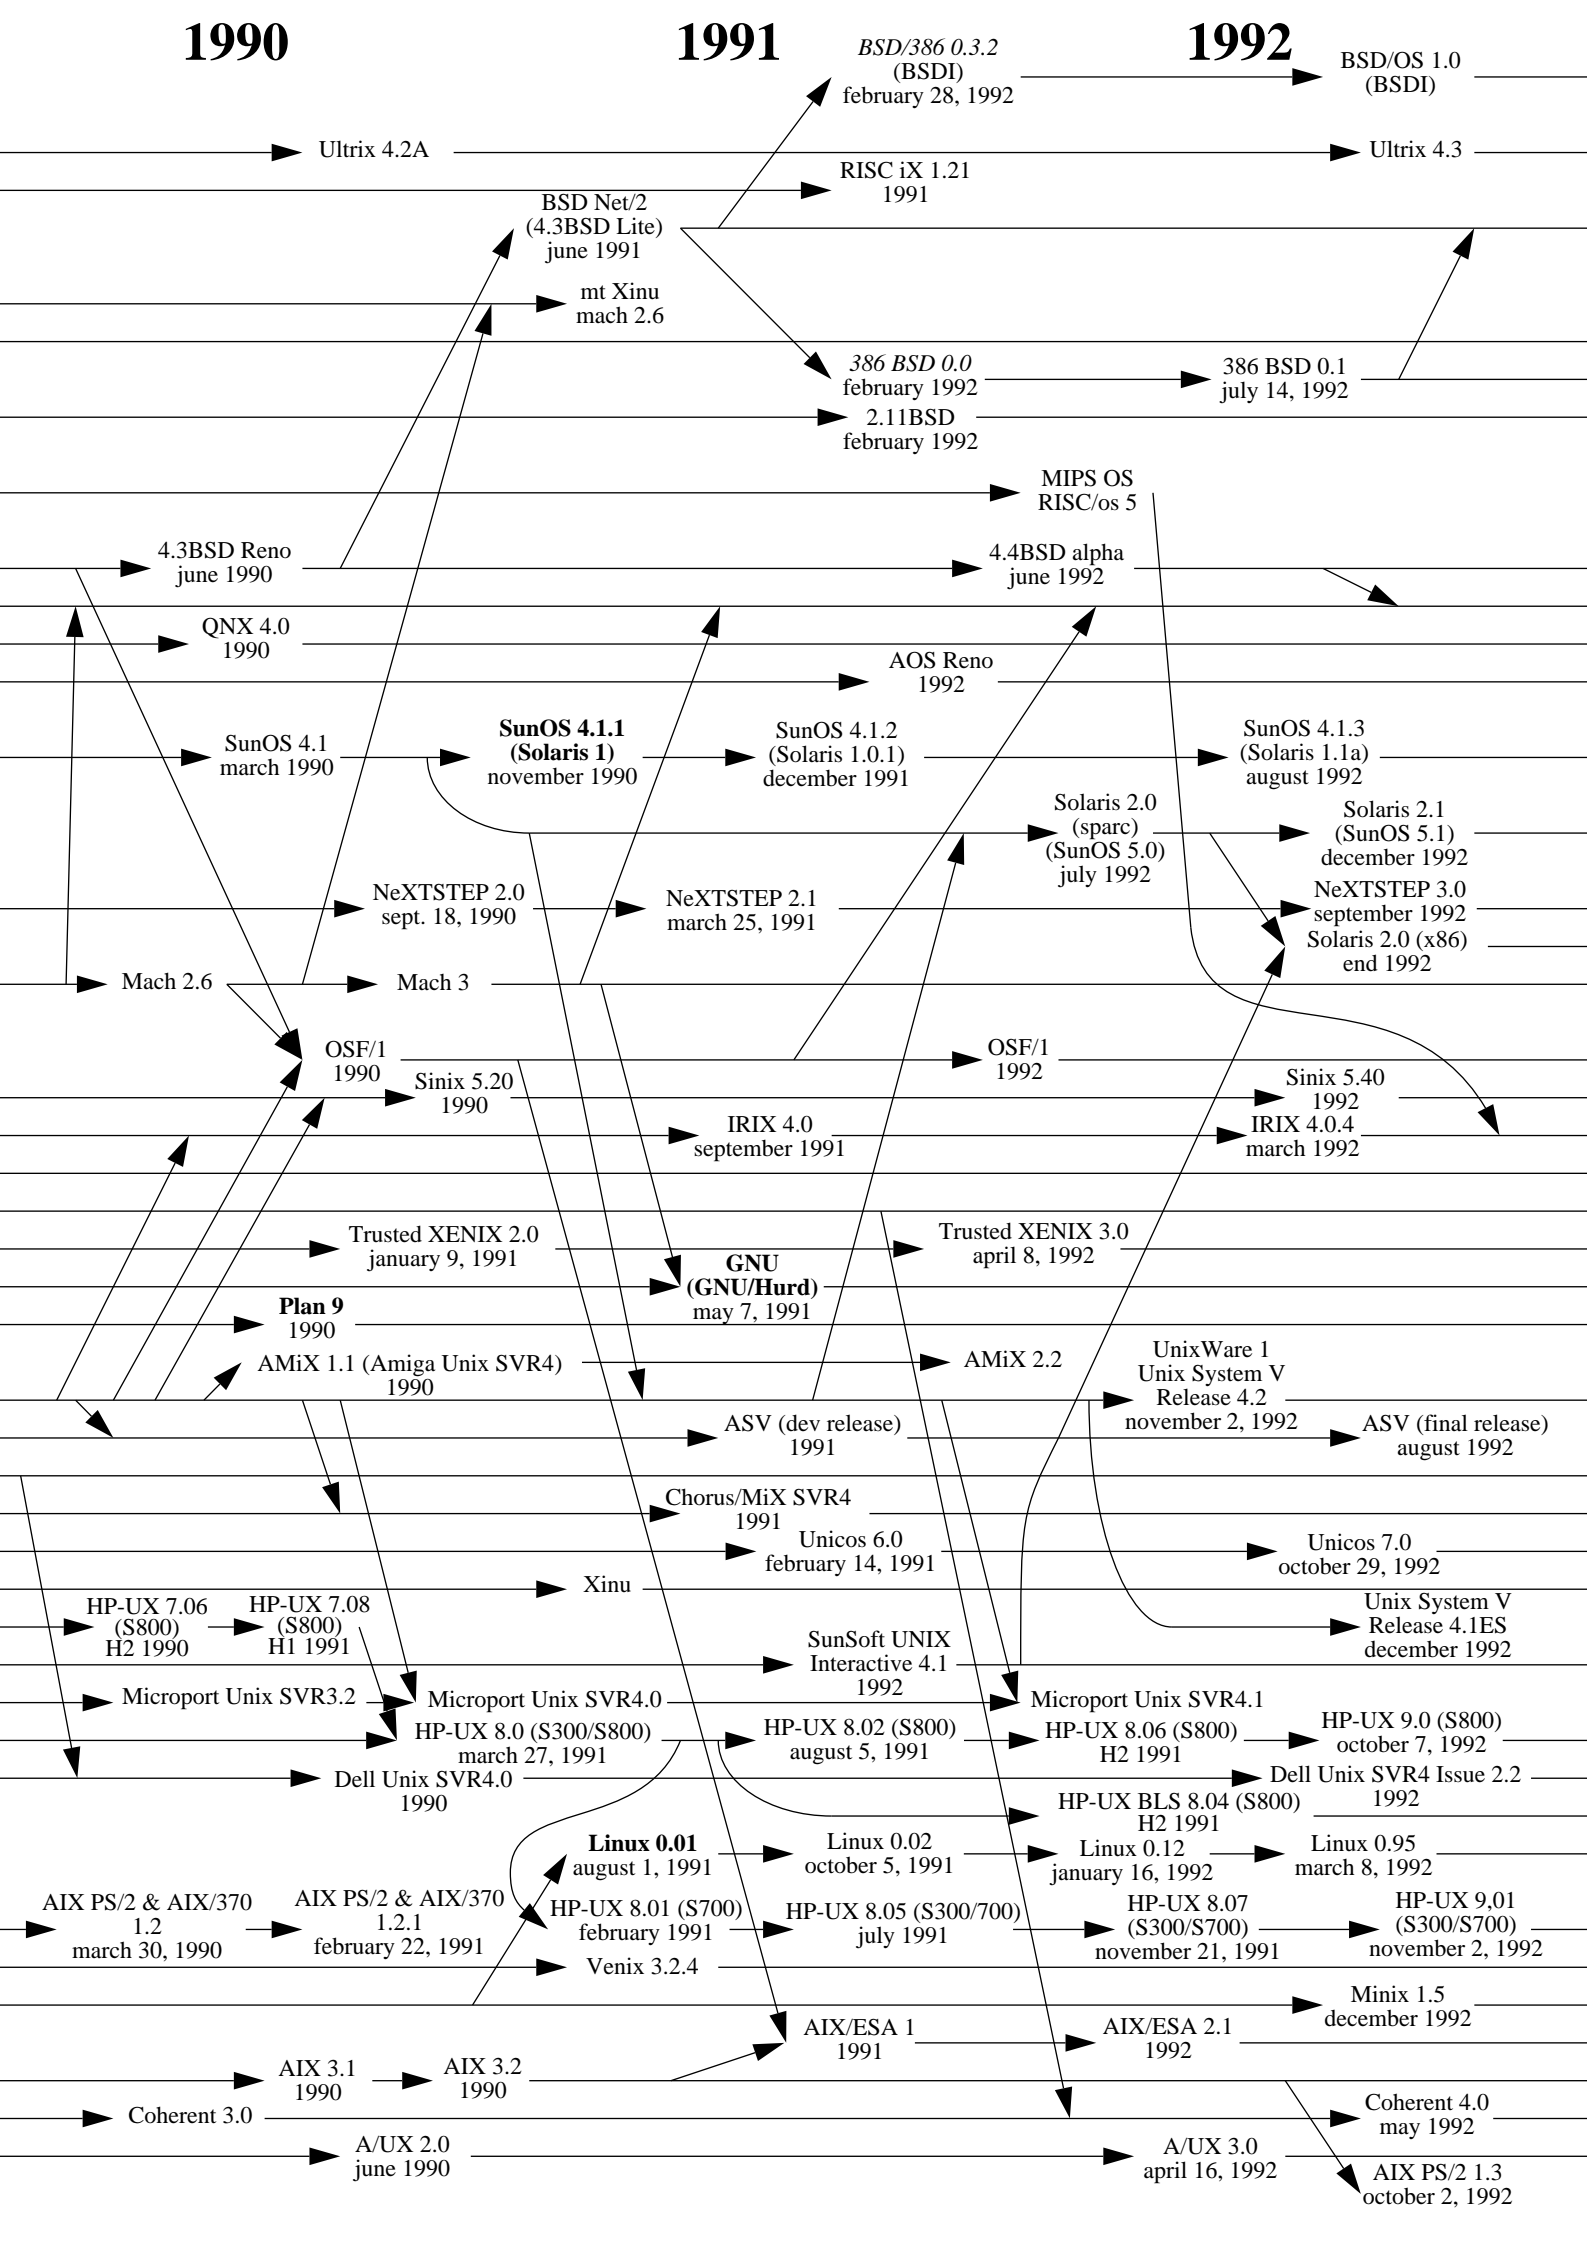 1990
1991
1992
BSD/386 0.3.2
(BSDI)
february 28, 1992
BSD/OS 1.0
(BSDI)
Ultrix 4.2A
Ultrix 4.3
RISC iX 1.21
1991
BSD Net/2
(4.3BSD Lite)
june 1991
mt Xinu
mach 2.6
386 BSD 0.0
february 1992
386 BSD 0.1
july 14, 1992
2.11BSD
february 1992
MIPS OS
RISC/os 5
4.3BSD Reno
june 1990
4.4BSD alpha
june 1992
QNX 4.0
1990
AOS Reno
1992
SunOS 4.1
march 1990
SunOS 4.1.1
(Solaris 1)
november 1990
SunOS 4.1.2
(Solaris 1.0.1)
december 1991
SunOS 4.1.3
(Solaris 1.1a)
august 1992
Solaris 2.0
(sparc)
(SunOS 5.0)
july 1992
Solaris 2.1
(SunOS 5.1)
december 1992
NeXTSTEP 2.0
sept. 18, 1990
NeXTSTEP 2.1
march 25, 1991
NeXTSTEP 3.0
september 1992
Solaris 2.0 (x86)
end 1992
Mach 2.6
Mach 3
OSF/1
1990
OSF/1
1992
Sinix 5.20
1990
Sinix 5.40
1992
IRIX 4.0
september 1991
IRIX 4.0.4
march 1992
Trusted XENIX 2.0
january 9, 1991
Trusted XENIX 3.0
april 8, 1992
GNU
(GNU/Hurd)
may 7, 1991
Plan 9
1990
AMiX 1.1 (Amiga Unix SVR4)
1990
AMiX 2.2
UnixWare 1
Unix System V
Release 4.2
november 2, 1992
ASV (dev release)
1991
ASV (final release)
august 1992
Chorus/MiX SVR4
1991
Unicos 6.0
february 14, 1991
Unicos 7.0
october 29, 1992
Xinu
HP-UX 7.06
(S800)
H2 1990
HP-UX 7.08
(S800)
H1 1991
Unix System V
Release 4.1ES
december 1992
SunSoft UNIX
Interactive 4.1
1992
Microport Unix SVR3.2
Microport Unix SVR4.0
Microport Unix SVR4.1
HP-UX 8.0 (S300/S800)
march 27, 1991
HP-UX 8.02 (S800)
august 5, 1991
HP-UX 8.06 (S800)
H2 1991
HP-UX 9.0 (S800)
october 7, 1992
Dell Unix SVR4.0
1990
Dell Unix SVR4 Issue 2.2
1992
HP-UX BLS 8.04 (S800)
H2 1991
Linux 0.01
august 1, 1991
Linux 0.02
october 5, 1991
Linux 0.12
january 16, 1992
Linux 0.95
march 8, 1992
AIX PS/2 & AIX/370
1.2
march 30, 1990
AIX PS/2 & AIX/370
1.2.1
february 22, 1991
HP-UX 8.01 (S700)
february 1991
HP-UX 8.05 (S300/700)
july 1991
HP-UX 8.07
(S300/S700)
november 21, 1991
HP-UX 9,01
(S300/S700)
november 2, 1992
Venix 3.2.4
Minix 1.5
december 1992
AIX/ESA 1
1991
AIX/ESA 2.1
1992
AIX 3.1
1990
AIX 3.2
1990
Coherent 3.0
Coherent 4.0
may 1992
A/UX 2.0
june 1990
A/UX 3.0
april 16, 1992
AIX PS/2 1.3
october 2, 1992